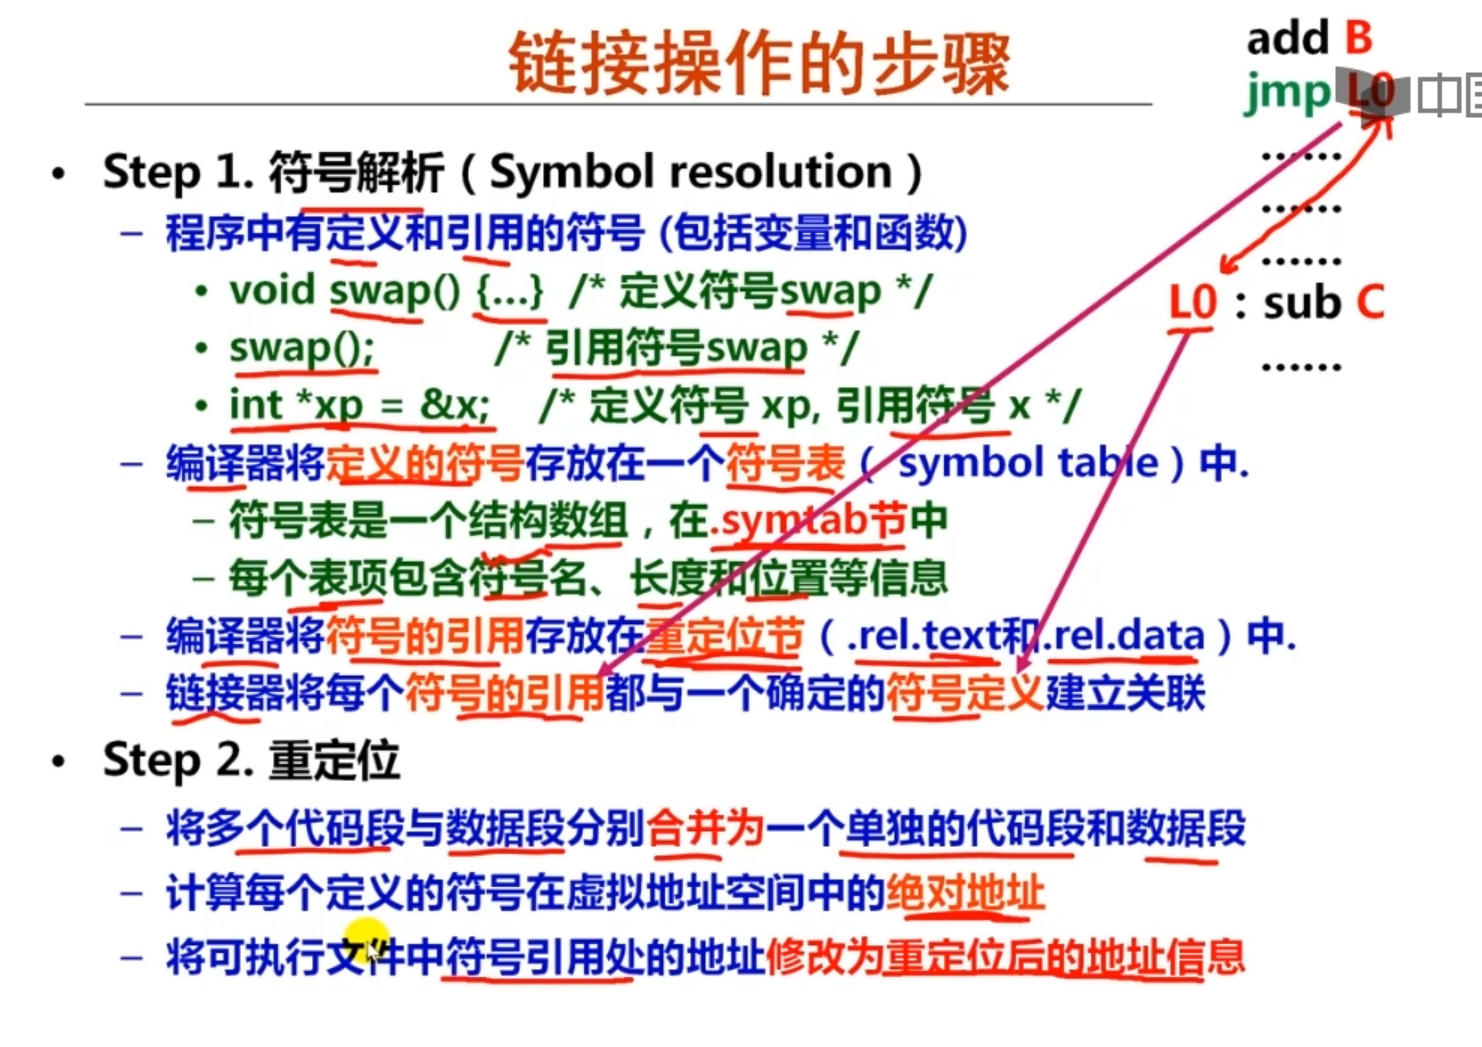 链接操作的步骤
add B
jmp L0
中国
……
……
……
L0：sub C
……
• Step 1. 符号解析（Symbol resolution）
– 程序中有定义和引用的符号 (包括变量和函数)
• void swap() {…} /* 定义符号swap */
• swap(); /* 引用符号swap */
• int *xp = &x; /* 定义符号 xp, 引用符号 x */
– 编译器将定义的符号存放在一个符号表（ symbol table）中.
– 符号表是一个结构数组，在.symtab节中
– 每个表项包含符号名、长度和位置等信息
– 编译器将符号的引用存放在重定位节（.rel.text和.rel.data）中.
– 链接器将每个符号的引用都与一个确定的符号定义建立关联
• Step 2. 重定位
– 将多个代码段与数据段分别合并为一个单独的代码段和数据段
– 计算每个定义的符号在虚拟地址空间中的绝对地址
– 将可执行文件中符号引用处的地址修改为重定位后的地址信息